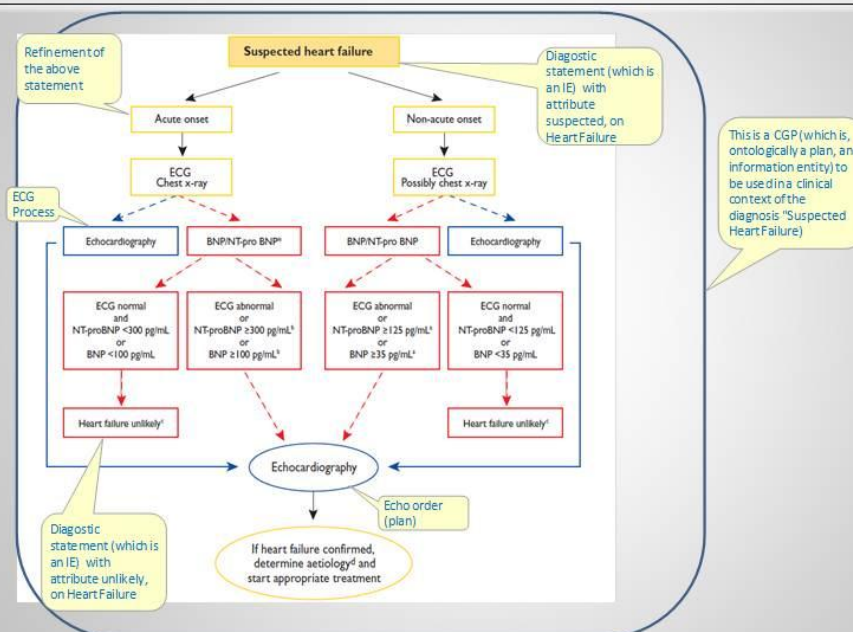 Refinement of
the above
statement
Suspected heart failure
Diagostic
statement (which is
an IE) with
attribute
suspected, on
Heart Failure
Acute onset
Non-acute onset
This is a CGP (which is,
ontologically a plan, an
information entity) to
be used in a clinical
context of the
diagnosis "Suspected
Heart Failure)
ECG
Chest x-ray
ECG
Possibly chest x-ray
ECG
Process
Echocardiography
BNP/NT-pro BNP*
BNP/NT-pro BNP
Echocardiography
ECG normal
and
NT-proBNP <300 pg/mL
or
BNP <100 pg/mL
ECG abnormal
or
NT-proBNP ≥300 pg/mLᵇ
or
BNP ≥100 pg/mLᵇ
ECG abnormal
or
NT-proBNP ≥125 pg/mLᵃ
or
BNP ≥35 pg/mLᵃ
ECG normal
and
NT-proBNP <125 pg/mL
or
BNP <35 pg/mL
Heart failure unlikelyᶜ
Heart failure unlikelyᶜ
Echocardiography
Echo order
(plan)
Diagostic
statement (which is
an IE) with
attribute unlikely,
on Heart Failure
If heart failure confirmed,
determine aetiologyᵈ and
start appropriate treatment